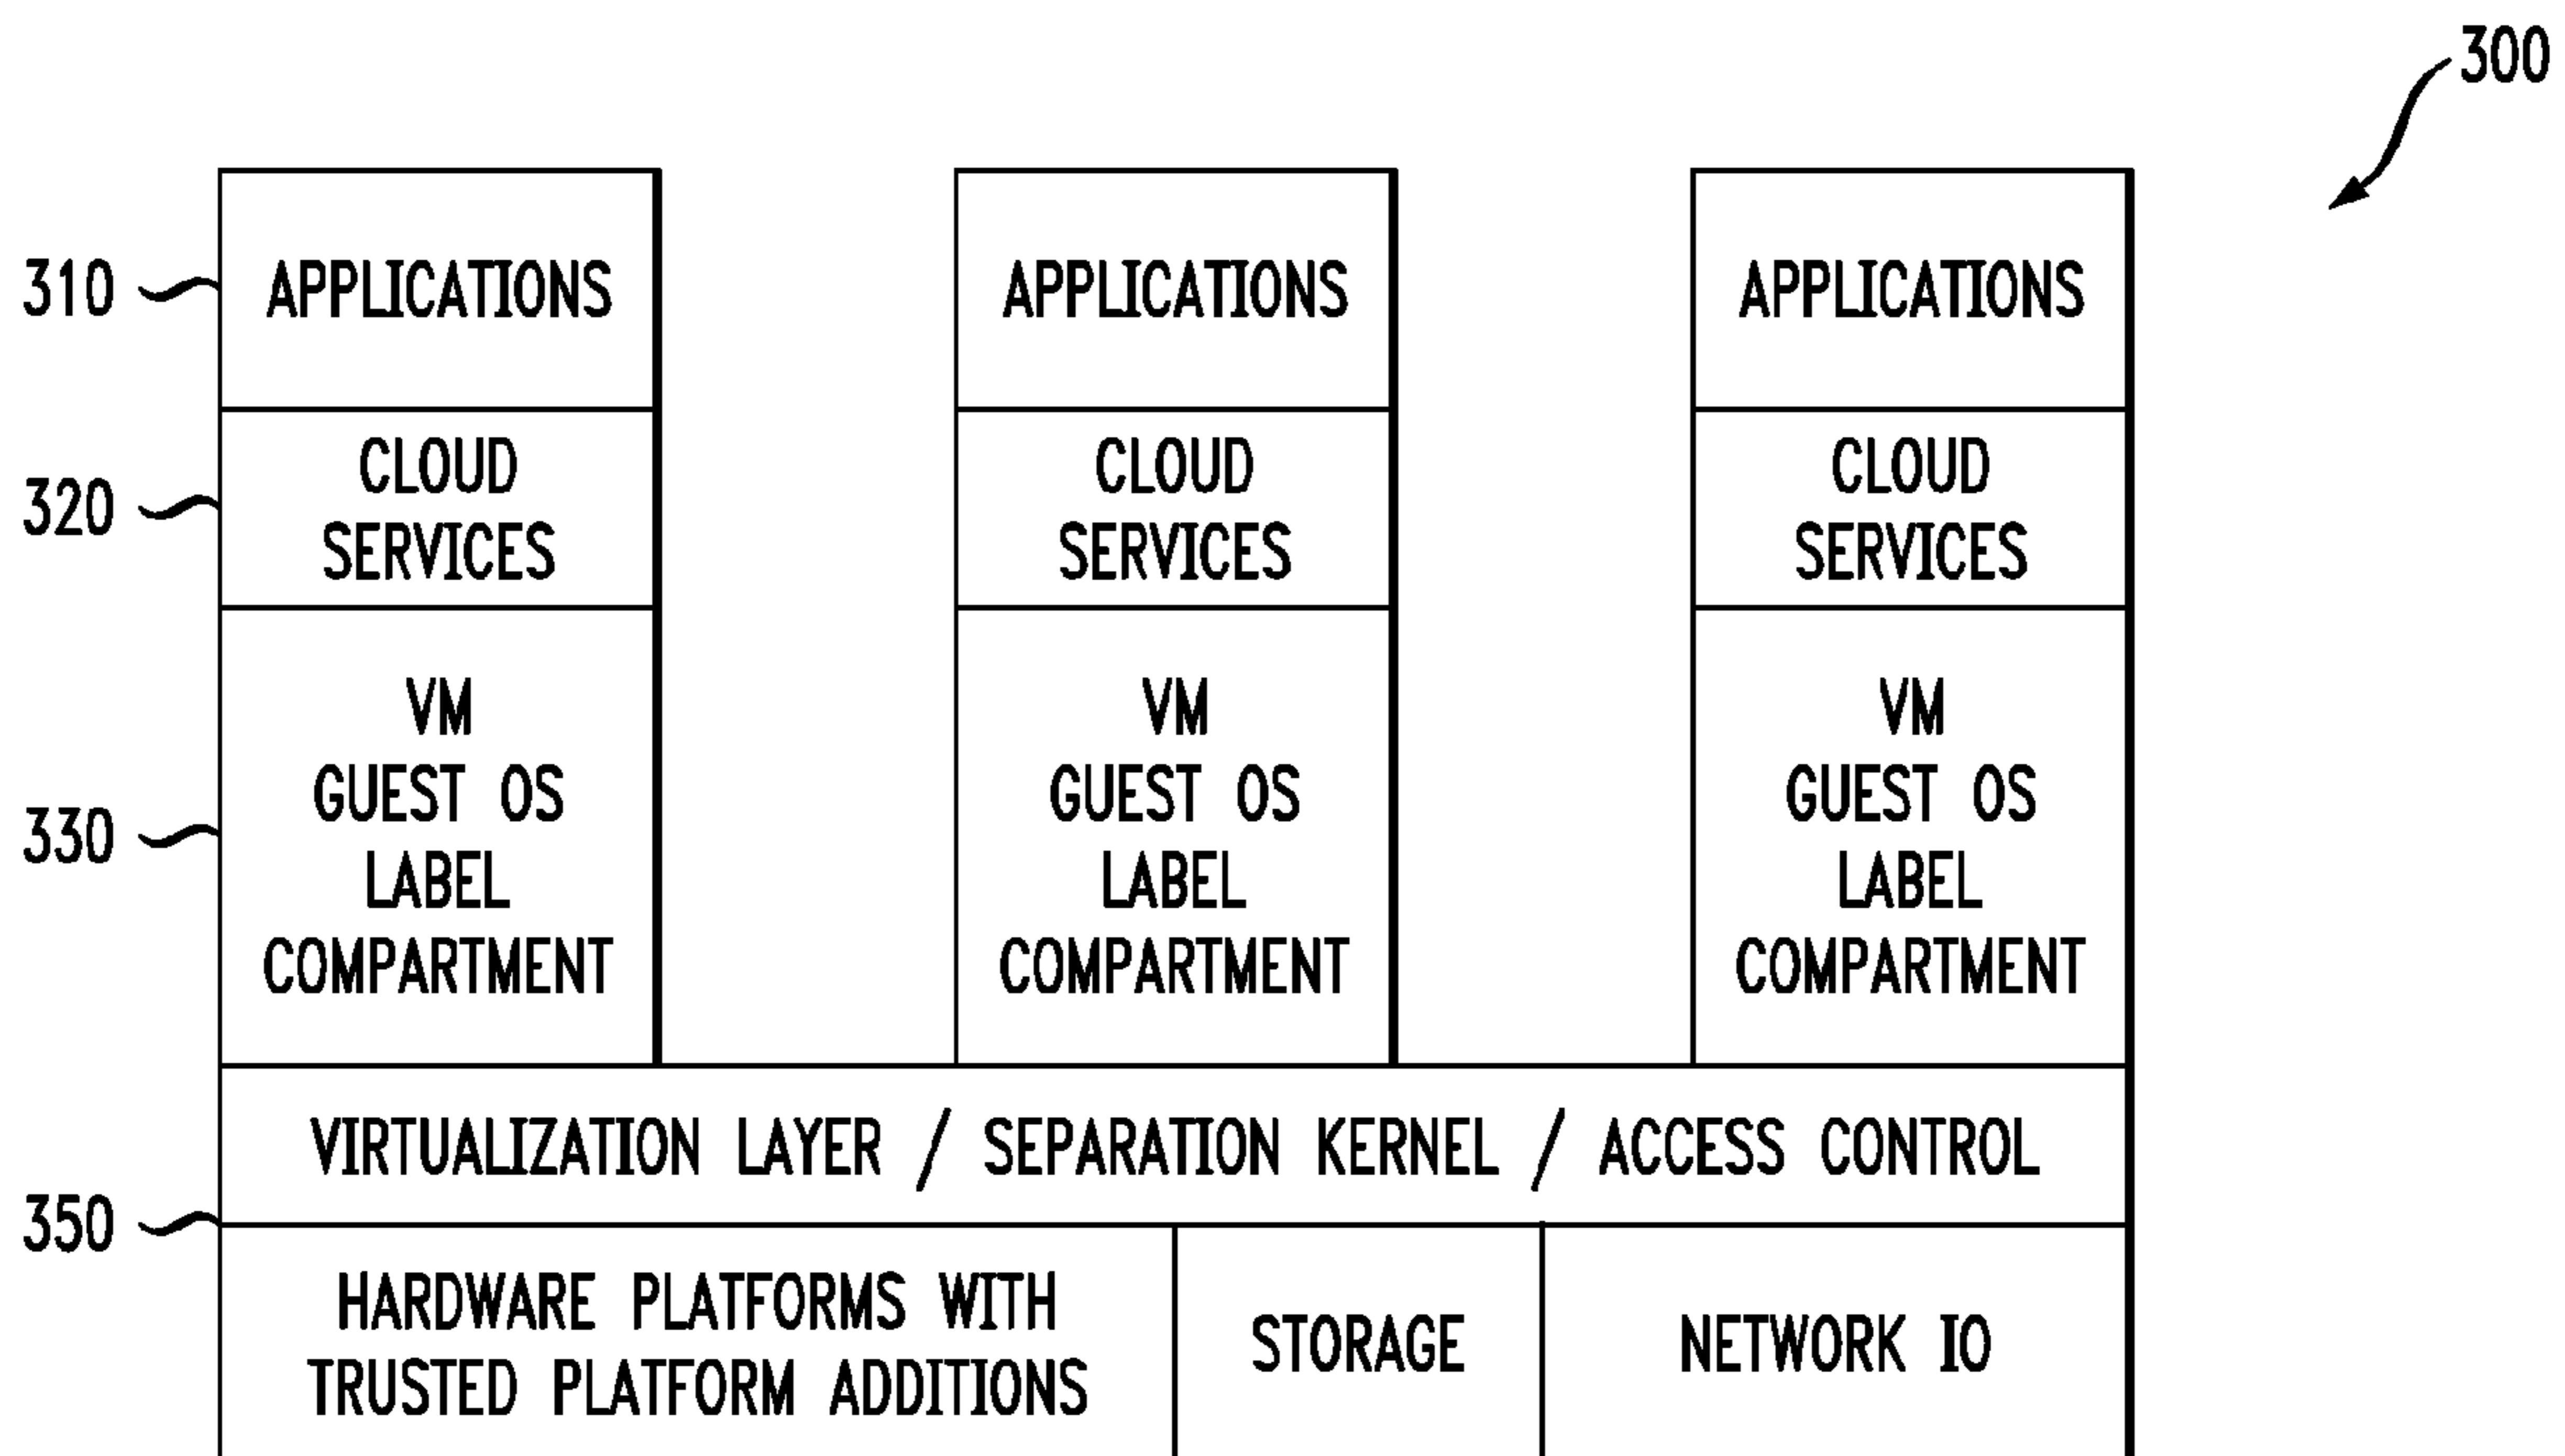 300
310
APPLICATIONS
APPLICATIONS
APPLICATIONS
320
CLOUD
SERVICES
CLOUD
SERVICES
CLOUD
SERVICES
330
VM
GUEST OS
LABEL
COMPARTMENT
VM
GUEST OS
LABEL
COMPARTMENT
VM
GUEST OS
LABEL
COMPARTMENT
VIRTUALIZATION LAYER / SEPARATION KERNEL / ACCESS CONTROL
350
HARDWARE PLATFORMS WITH
TRUSTED PLATFORM ADDITIONS
STORAGE
NETWORK IO